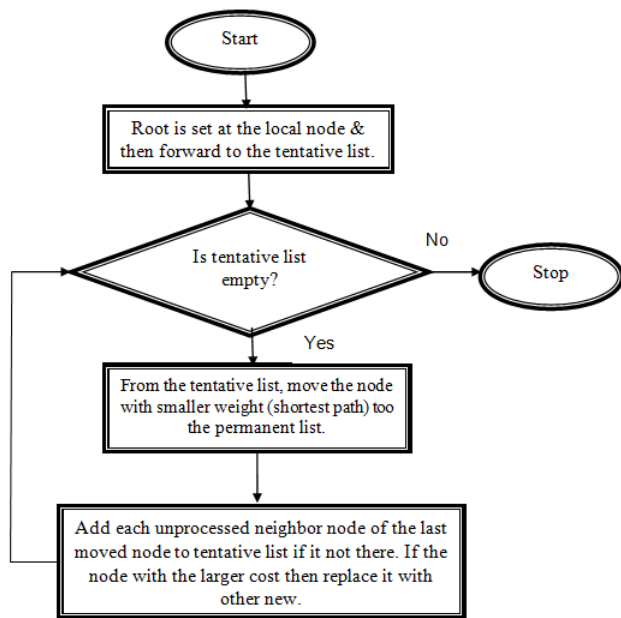 Start
Root is set at the local node &
then forward to the tentative list.
Is tentative list
empty?
No
Stop
Yes
From the tentative list, move the node
with smaller weight (shortest path) too
the permanent list.
Add each unprocessed neighbor node of the last
moved node to tentative list if it not there. If the
node with the larger cost then replace it with
other new.